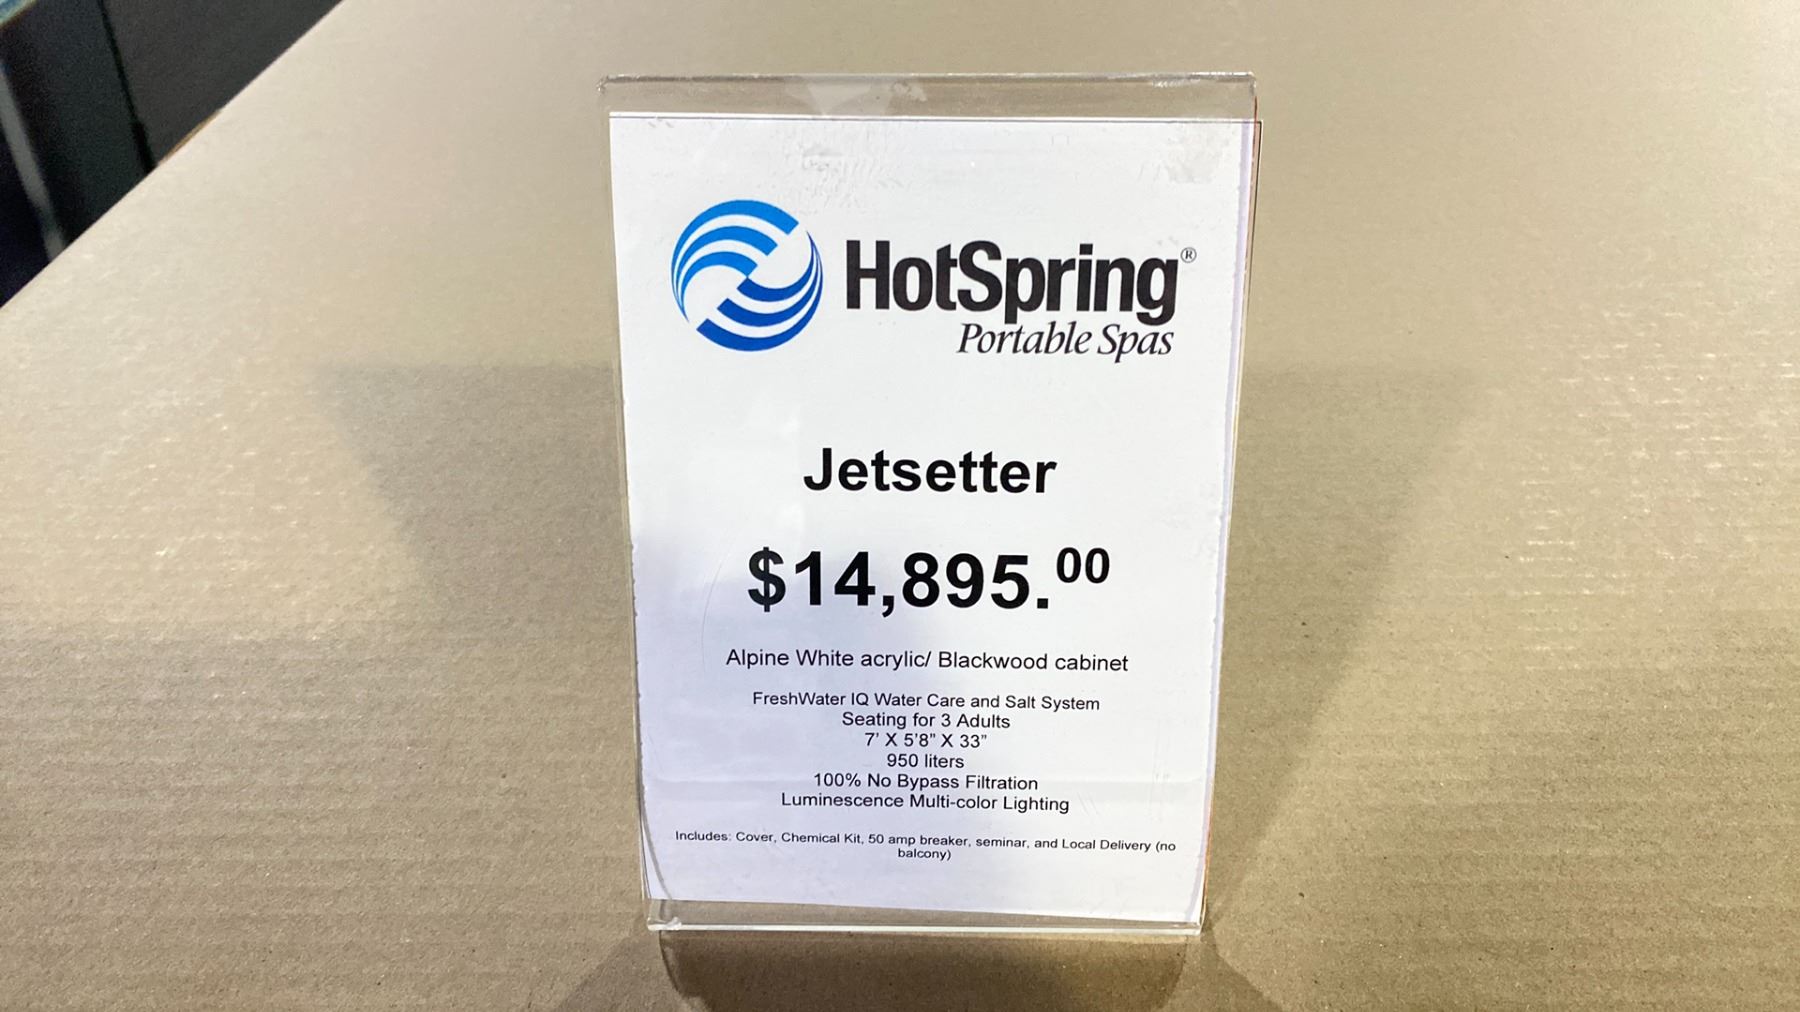 HotSpring®
Portable Spas
Jetsetter
$14,895.00
Alpine White acrylic/ Blackwood cabinet
FreshWater IQ Water Care and Salt System
Seating for 3 Adults
7' X 5'8" X 33"
950 liters
100% No Bypass Filtration
Luminescence Multi-color Lighting
Includes: Cover, Chemical Kit, 50 amp breaker, seminar, and Local Delivery (no
balcony)